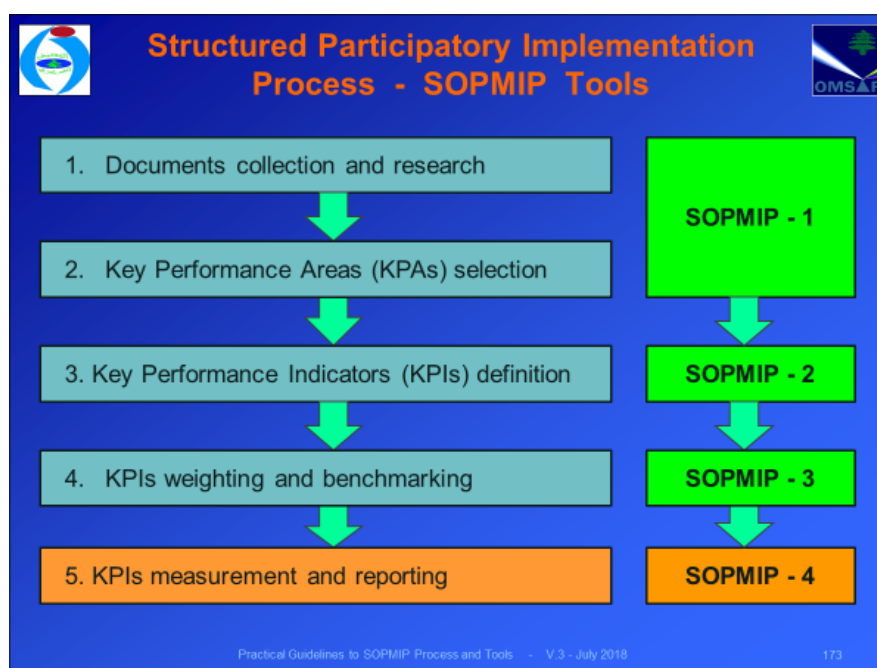 Structured Participatory Implementation
Process - SOPMIP Tools
OMSAR
1. Documents collection and research
SOPMIP - 1
2. Key Performance Areas (KPAs) selection
3. Key Performance Indicators (KPIs) definition
SOPMIP - 2
4. KPIs weighting and benchmarking
SOPMIP - 3
5. KPIs measurement and reporting
SOPMIP - 4
Practical Guidelines to SOPMIP Process and Tools - V.3 - July 2018
173